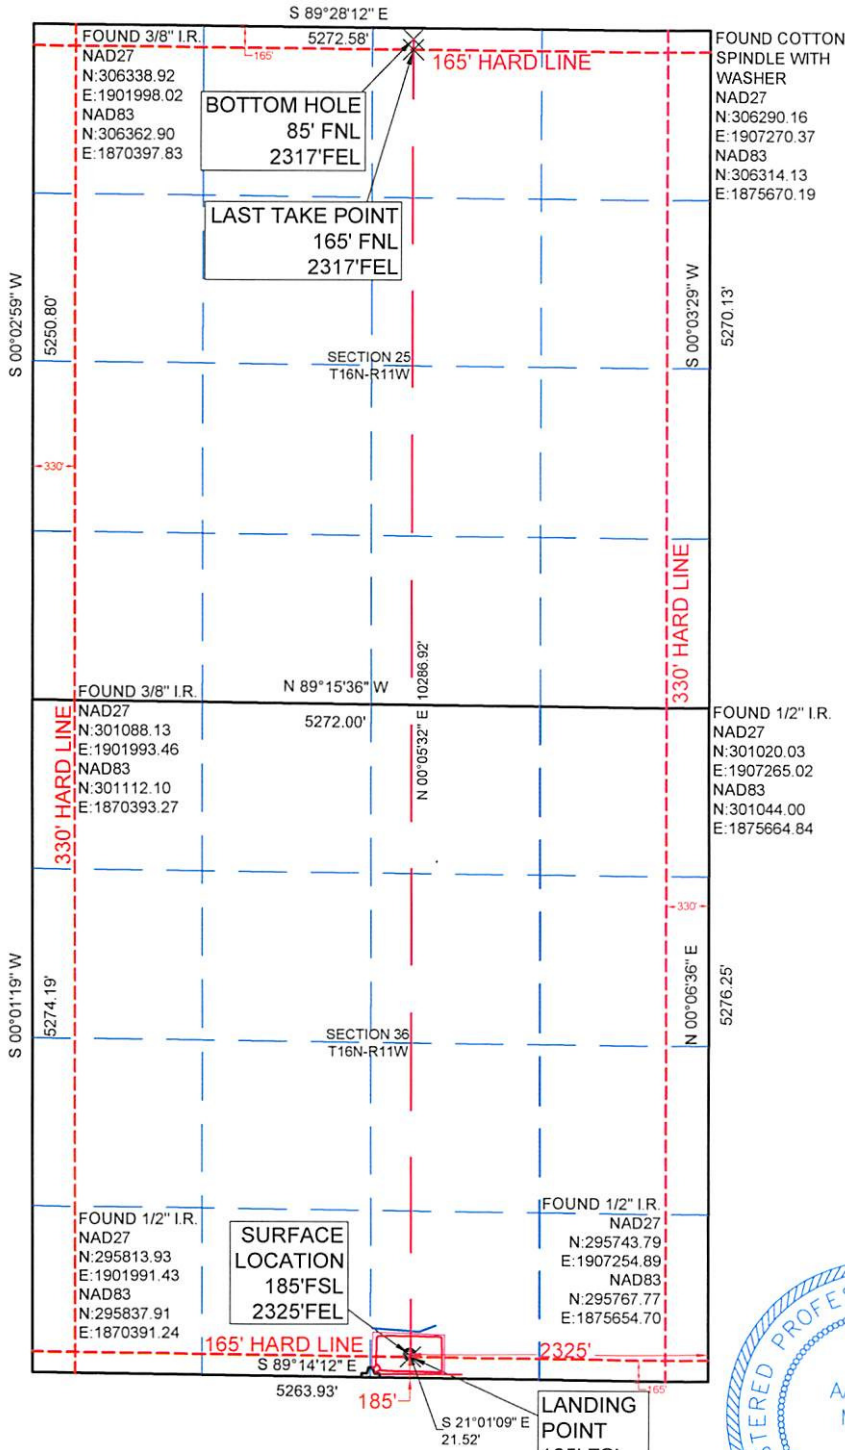 S 89°28'12" E
5272.58'
FOUND 3/8" I.R.
NAD27
N:306338.92
E:1901998.02
NAD83
N:306362.90
E:1870397.83
165'
165' HARD LINE
FOUND COTTON
SPINDLE WITH
WASHER
NAD27
N:306290.16
E:1907270.37
NAD83
N:306314.13
E:1875670.19
BOTTOM HOLE
85' FNL
2317'FEL
LAST TAKE POINT
165' FNL
2317'FEL
S 00°02'59" W
5250.80'
S 00°03'29" W
5270.13'
SECTION 25
T16N-R11W
330'
330' HARD LINE
N 00°05'32" E 10286.92'
FOUND 3/8" I.R.
NAD27
N:301088.13
E:1901993.46
NAD83
N:301112.10
E:1870393.27
N 89°15'36" W
5272.00'
FOUND 1/2" I.R.
NAD27
N:301020.03
E:1907265.02
NAD83
N:301044.00
E:1875664.84
330' HARD LINE
330'
S 00°01'19" W
5274.19'
N 00°06'36" E
5276.25'
SECTION 36
T16N-R11W
FOUND 1/2" I.R.
NAD27
N:295813.93
E:1901991.43
NAD83
N:295837.91
E:1870391.24
SURFACE
LOCATION
185'FSL
2325'FEL
FOUND 1/2" I.R.
NAD27
N:295743.79
E:1907254.89
NAD83
N:295767.77
E:1875654.70
165' HARD LINE
2325'
S 89°14'12" E
5263.93'
185'
165'
S 21°01'09" E
21.52'
LANDING
POINT